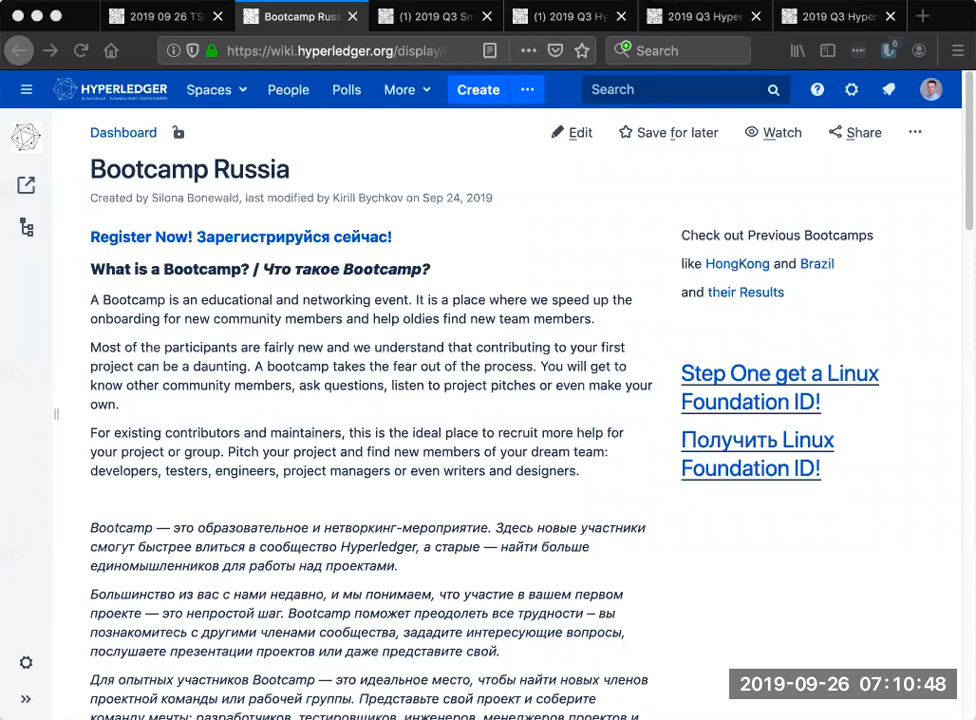 2019 09 26 TS
Bootcamp Russ
(1) 2019 Q3 Sm
(1) 2019 Q3 Hy
2019 Q3 Hyper
2019 Q3 Hyper
https://wiki.hyperledger.org/display/
Search
HYPERLEDGER
Spaces
People
Polls
More
Create
Search
Dashboard
Edit
Save for later
Watch
Share
Bootcamp Russia
Created by Silona Bonewald, last modified by Kirill Bychkov on Sep 24, 2019
Register Now! Зарегистрируйся сейчас!
What is a Bootcamp? / Что такое Bootcamp?
A Bootcamp is an educational and networking event. It is a place where we speed up the
onboarding for new community members and help oldies find new team members.
Most of the participants are fairly new and we understand that contributing to your first
project can be a daunting. A bootcamp takes the fear out of the process. You will get to
know other community members, ask questions, listen to project pitches or even make your
own.
For existing contributors and maintainers, this is the ideal place to recruit more help for
your project or group. Pitch your project and find new members of your dream team:
developers, testers, engineers, project managers or even writers and designers.
Bootcamp — это образовательное и нетворкинг-мероприятие. Здесь новые участники
смогут быстрее влиться в сообщество Hyperledger, а старые — найти больше
единомышленников для работы над проектами.
Большинство из вас с нами недавно, и мы понимаем, что участие в вашем первом
проекте — это непростой шаг. Bootcamp поможет преодолеть все трудности – вы
познакомитесь с другими членами сообщества, зададите интересующие вопросы,
послушаете презентации проектов или даже представите свой.
Для опытных участников Bootcamp — это идеальное место, чтобы найти новых членов
проектной команды или рабочей группы. Представьте свой проект и соберите
команду мечты: разработчиков, тестировщиков, инженеров, менеджеров проектов и
Check out Previous Bootcamps
like HongKong and Brazil
and their Results
Step One get a Linux
Foundation ID!
Получить Linux
Foundation ID!
2019-09-26 07:10:48